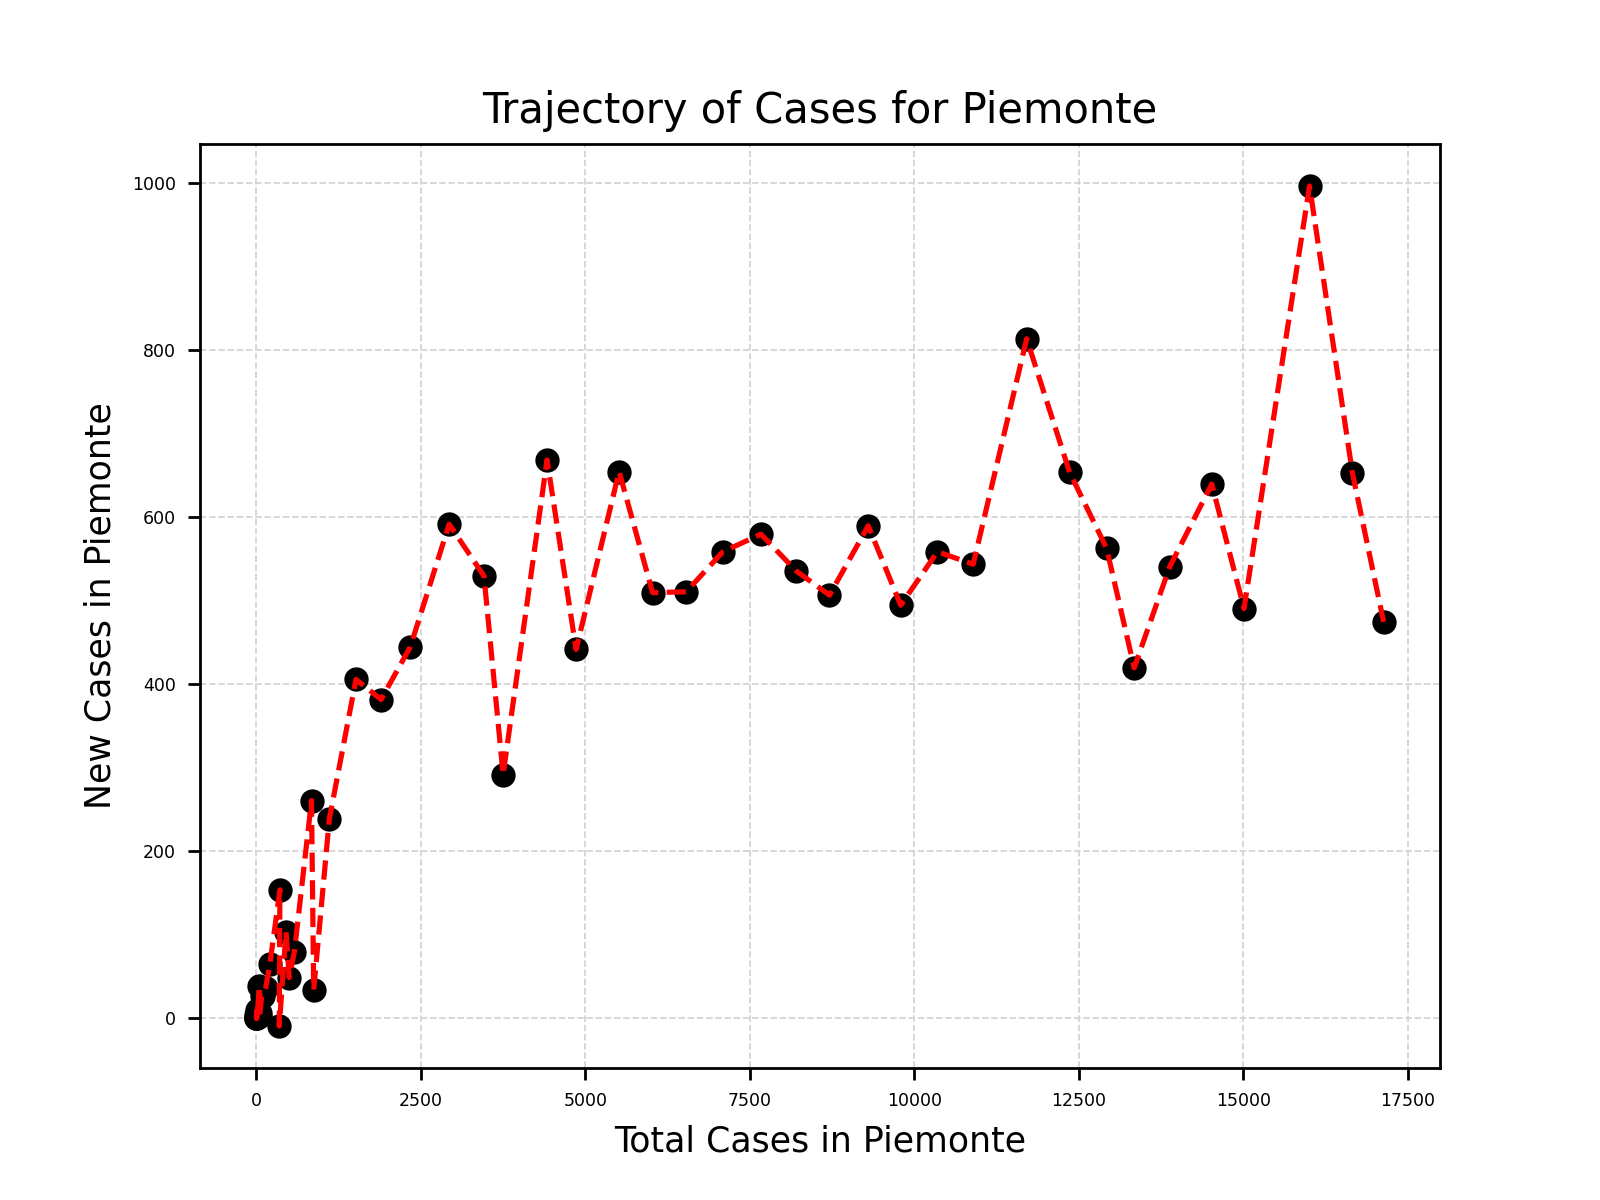 Trajectory of Cases for Piemonte
1000
800
600
400
200
0
New Cases in Piemonte
0 2500 5000 7500 10000 12500 15000 17500
Total Cases in Piemonte